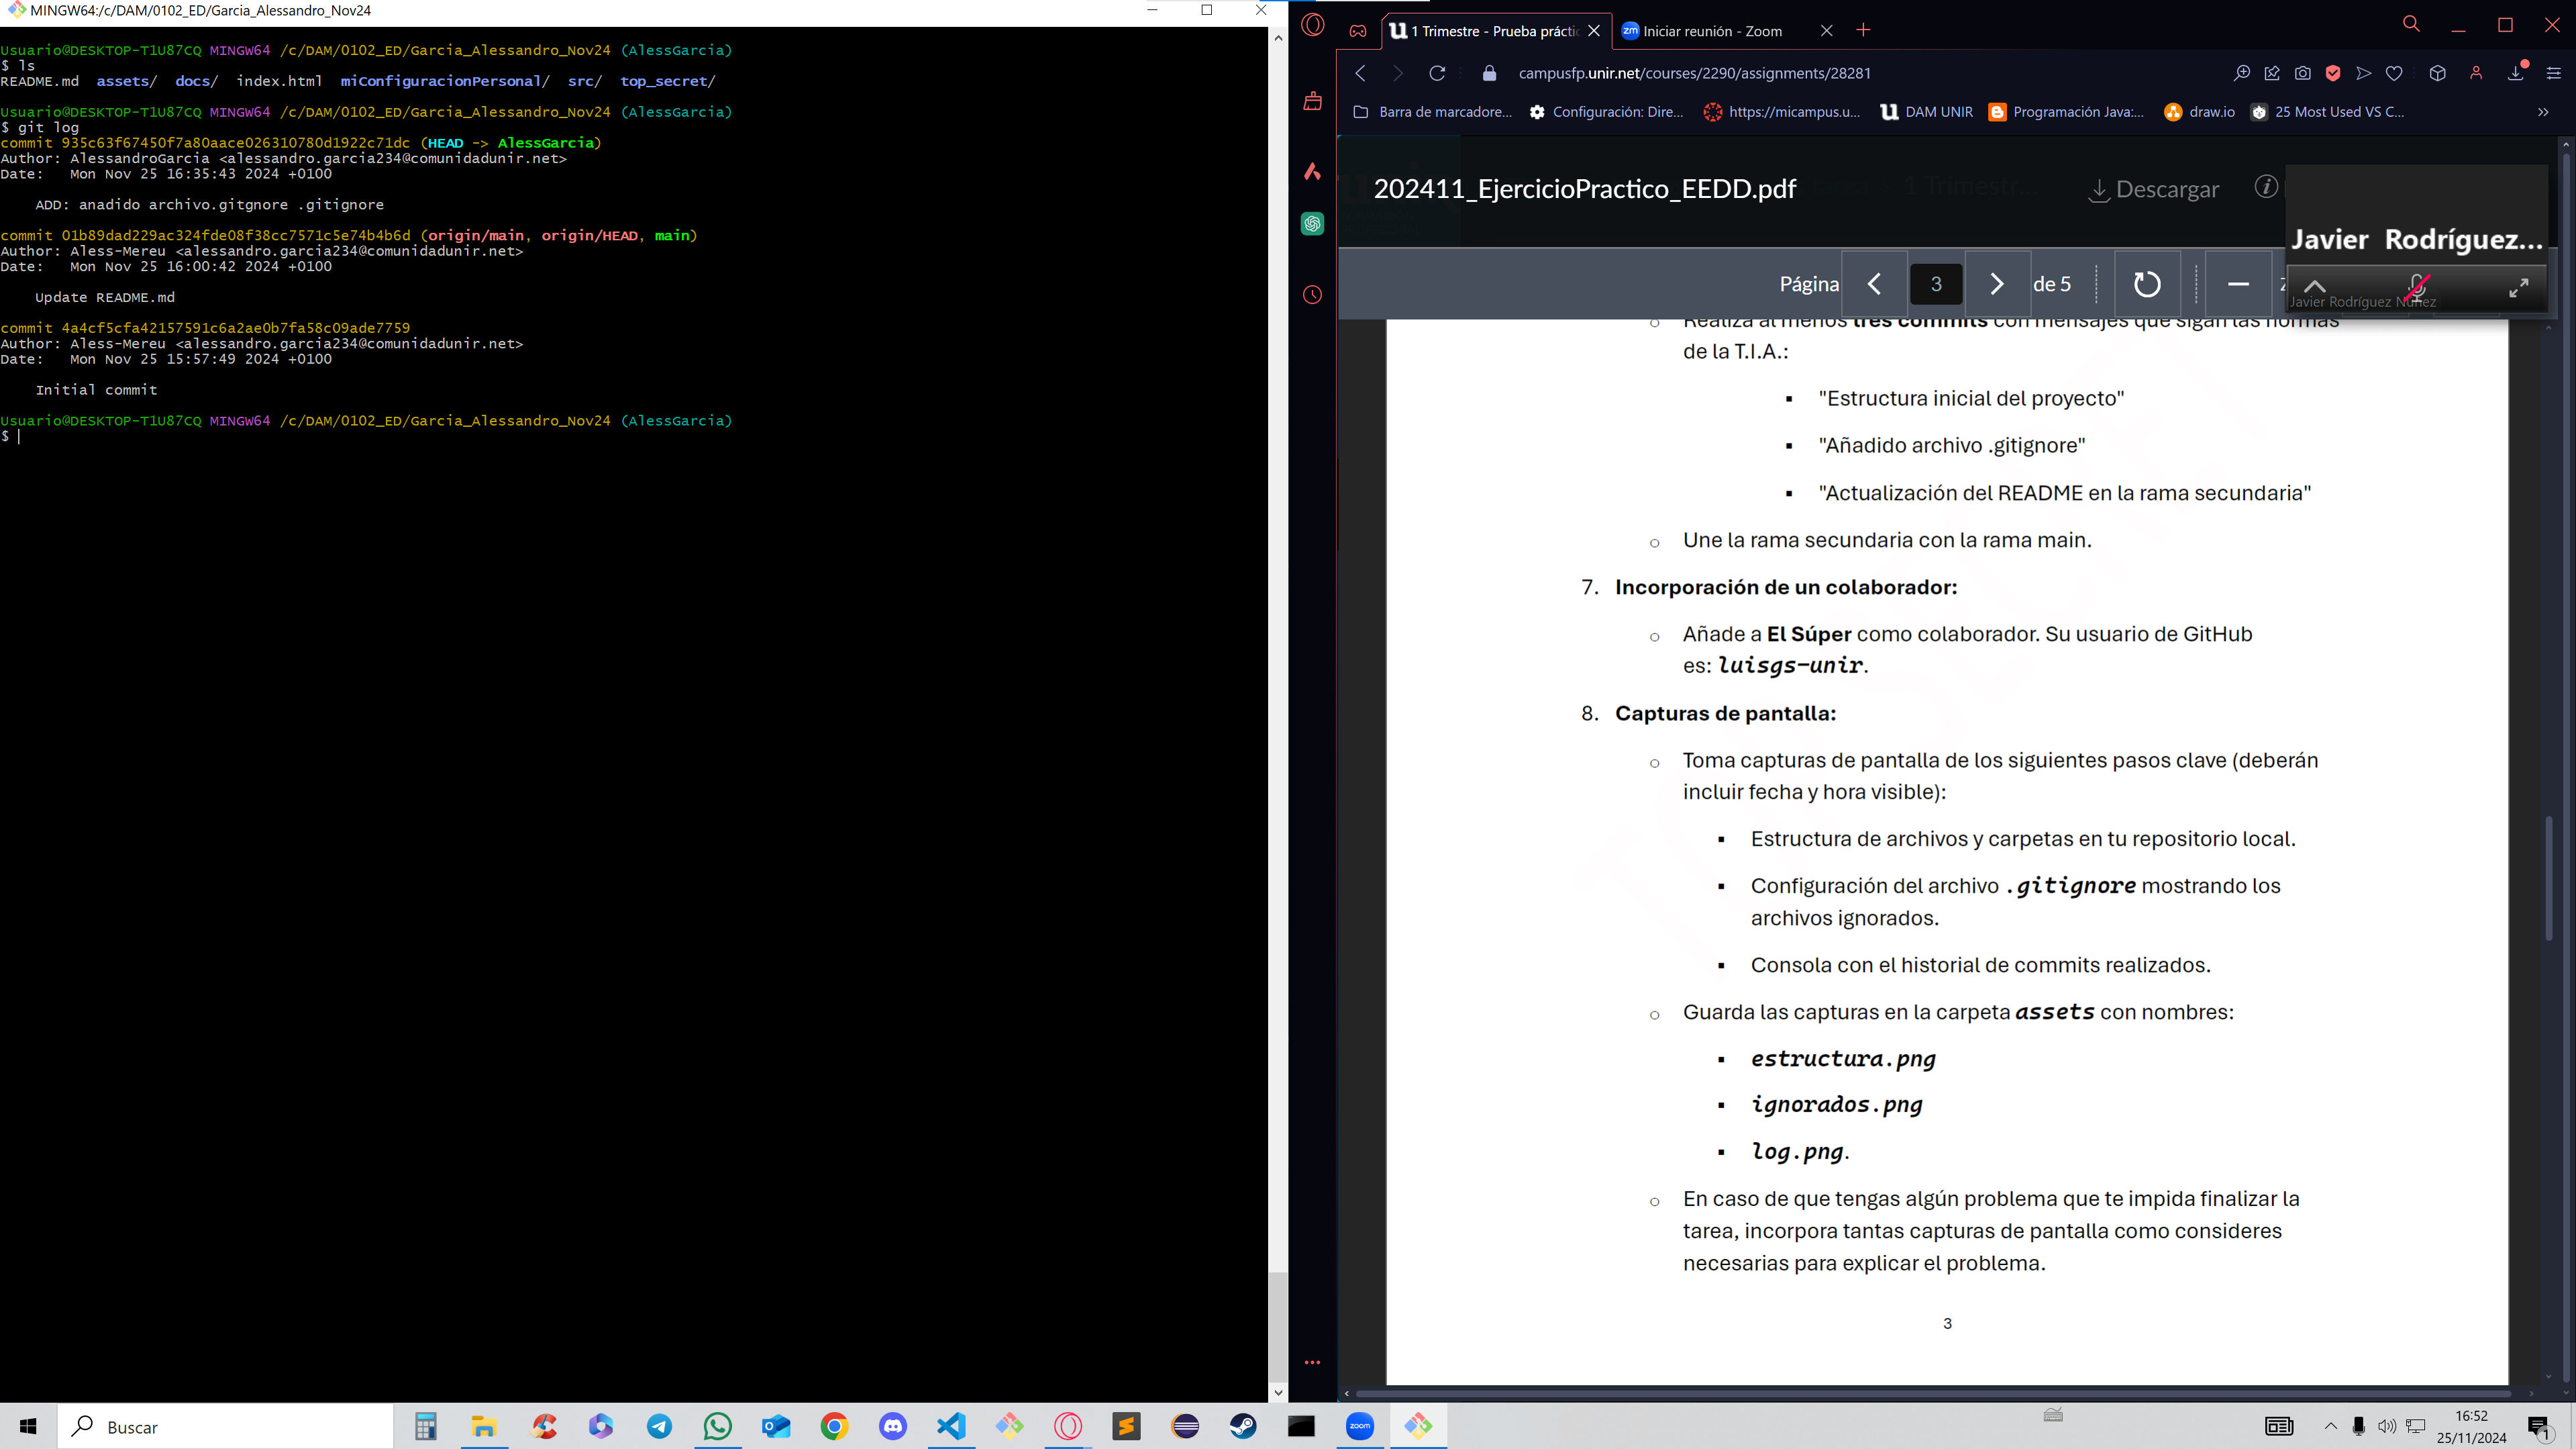 MINGW64:/c/DAM/0102_ED/Garcia_Alessandro_Nov24
Usuario@DESKTOP-T1U87CQ MINGW64 /c/DAM/0102_ED/Garcia_Alessandro_Nov24 (AlessGarcia)
$ ls
README.md assets/ docs/ index.html miConfiguracionPersonal/ src/ top_secret/
Usuario@DESKTOP-T1U87CQ MINGW64 /c/DAM/0102_ED/Garcia_Alessandro_Nov24 (AlessGarcia)
$ git log
commit 935c63f67450f7a80aace026310780d1922c71dc (HEAD -> AlessGarcia)
Author: AlessandroGarcia <alessandro.garcia234@comunidadunir.net>
Date: Mon Nov 25 16:35:43 2024 +0100
ADD: anadido archivo.gitgnore .gitignore
commit 01b89dad229ac324fde08f38cc7571c5e74b4b6d (origin/main, origin/HEAD, main)
Author: Aless-Mereu <alessandro.garcia234@comunidadunir.net>
Date: Mon Nov 25 16:00:42 2024 +0100
Update README.md
commit 4a4cf5cfa42157591c6a2ae0b7fa58c09ade7759
Author: Aless-Mereu <alessandro.garcia234@comunidadunir.net>
Date: Mon Nov 25 15:57:49 2024 +0100
Initial commit
Usuario@DESKTOP-T1U87CQ MINGW64 /c/DAM/0102_ED/Garcia_Alessandro_Nov24 (AlessGarcia)
$
1 Trimestre - Prueba práctic
zm Iniciar reunión - Zoom
campusfp.unir.net/courses/2290/assignments/28281
Barra de marcadore... Configuración: Dire... https://micampus.u... DAM UNIR Programación Java:... draw.io 25 Most Used VS C...
202411_EjercicioPractico_EEDD.pdf
1 Trimestr...
Descargar
Javier Rodríguez...
Javier Rodríguez Núñez
Página 3 de 5
Realiza al menos tres commits con mensajes que sigan las normas
de la T.I.A.:
"Estructura inicial del proyecto"
"Añadido archivo .gitignore"
"Actualización del README en la rama secundaria"
Une la rama secundaria con la rama main.
7. Incorporación de un colaborador:
Añade a El Súper como colaborador. Su usuario de GitHub
es: luisgs-unir.
8. Capturas de pantalla:
Toma capturas de pantalla de los siguientes pasos clave (deberán
incluir fecha y hora visible):
Estructura de archivos y carpetas en tu repositorio local.
Configuración del archivo .gitignore mostrando los
archivos ignorados.
Consola con el historial de commits realizados.
Guarda las capturas en la carpeta assets con nombres:
estructura.png
ignorados.png
log.png.
En caso de que tengas algún problema que te impida finalizar la
tarea, incorpora tantas capturas de pantalla como consideres
necesarias para explicar el problema.
3
Buscar
zoom
16:52
25/11/2024
1